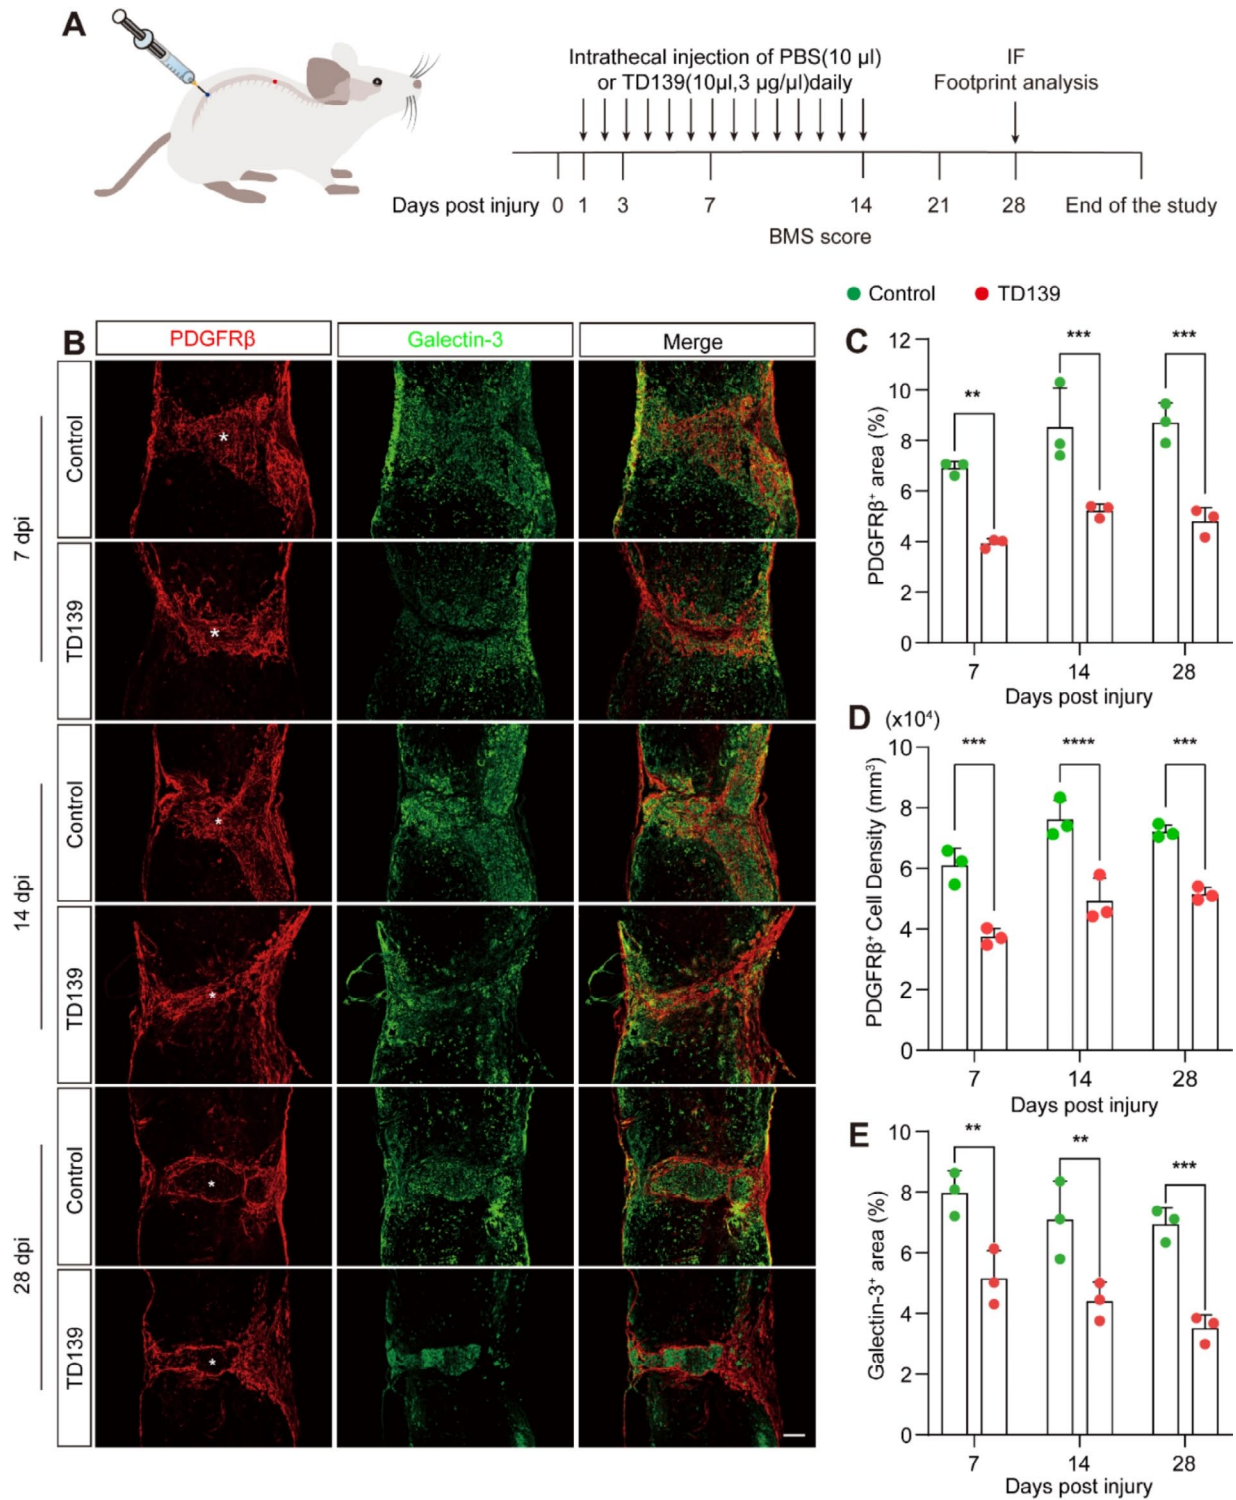 A
Intrathecal injection of PBS(10 µl)
or TD139(10µl,3 µg/µl)daily
IF
Footprint analysis
Days post injury 0 1 3 7 14 21 28 End of the study
BMS score
Control TD139
B
PDGFRβ Galectin-3 Merge
7 dpi
Control
TD139
14 dpi
Control
TD139
28 dpi
Control
TD139
* * * * * *
C
PDGFRβ⁺ area (%)
12
10
8
6
4
2
0
** *** ***
7 14 28
Days post injury
D
(x10⁴)
PDGFRβ⁺ Cell Density (mm³)
10
8
6
4
2
0
*** **** ***
7 14 28
Days post injury
E
Galectin-3⁺ area (%)
10
8
6
4
2
0
** ** ***
7 14 28
Days post injury